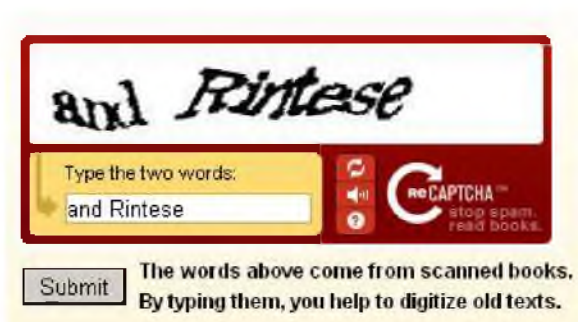 and Rintese
Type the two words:
and Rintese
reCAPTCHA™
stop spam.
read books.
Submit
The words above come from scanned books.
By typing them, you help to digitize old texts.